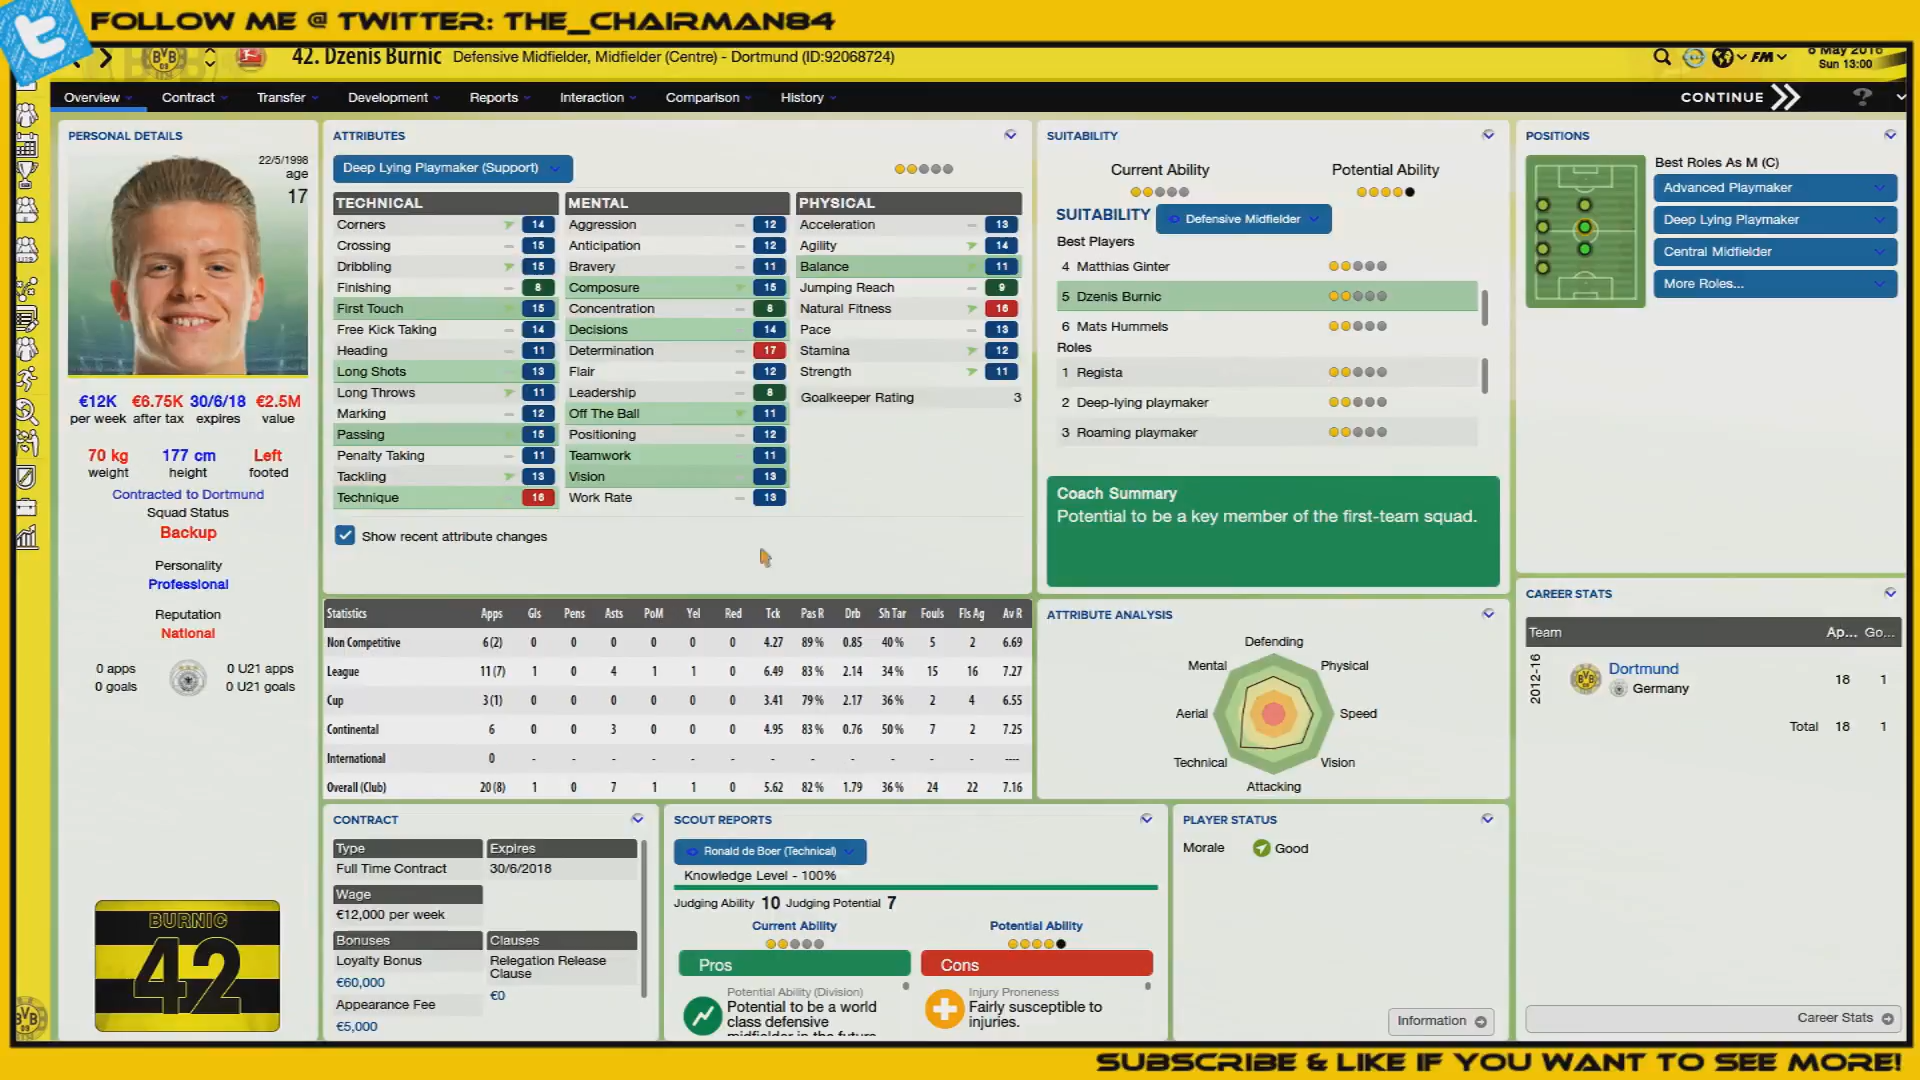 FOLLOW ME @ TWITTER: THE_CHAIRMAN84
42. Dzenis Burnic Defensive Midfielder, Midfielder (Centre) - Dortmund (ID:92068724)
FM
6 May 2016
Sun 13:00
Overview Contract Transfer Development Reports Interaction Comparison History
CONTINUE
PERSONAL DETAILS
22/5/1998
age
17
€12K €6.75K 30/6/18 €2.5M
per week after tax expires value
70 kg 177 cm Left
weight height footed
Contracted to Dortmund
Squad Status
Backup
Personality
Professional
Reputation
National
0 apps 0 U21 apps
0 goals 0 U21 goals
BURNIC
42
ATTRIBUTES
Deep Lying Playmaker (Support)
TECHNICAL MENTAL PHYSICAL
Corners 14 Aggression 12 Acceleration 13
Crossing 15 Anticipation 12 Agility 14
Dribbling 15 Bravery 11 Balance 11
Finishing 8 Composure 15 Jumping Reach 9
First Touch 15 Concentration 8 Natural Fitness 16
Free Kick Taking 14 Decisions 14 Pace 13
Heading 11 Determination 17 Stamina 12
Long Shots 13 Flair 12 Strength 11
Long Throws 11 Leadership 8 Goalkeeper Rating 3
Marking 12 Off The Ball 11
Passing 15 Positioning 12
Penalty Taking 11 Teamwork 11
Tackling 13 Vision 13
Technique 16 Work Rate 13
Show recent attribute changes
Statistics Apps Gls Pens Asts PoM Yel Red Tck Pas R Drb Sh Tar Fouls Fls Ag Av R
Non Competitive 6 (2) 0 0 0 0 0 0 4.27 89 % 0.85 40 % 5 2 6.69
League 11 (7) 1 0 4 1 1 0 6.49 83 % 2.14 34 % 15 16 7.27
Cup 3 (1) 0 0 0 0 0 0 3.41 79 % 2.17 36 % 2 4 6.55
Continental 6 0 0 3 0 0 0 4.95 83 % 0.76 50 % 7 2 7.25
International 0 - - - - - - - - - - - - ----
Overall (Club) 20 (8) 1 0 7 1 1 0 5.62 82 % 1.79 36 % 24 22 7.16
SUITABILITY
Current Ability Potential Ability
SUITABILITY Defensive Midfielder
Best Players
4 Matthias Ginter
5 Dzenis Burnic
6 Mats Hummels
Roles
1 Regista
2 Deep-lying playmaker
3 Roaming playmaker
Coach Summary
Potential to be a key member of the first-team squad.
POSITIONS
Best Roles As M (C)
Advanced Playmaker
Deep Lying Playmaker
Central Midfielder
More Roles...
ATTRIBUTE ANALYSIS
Defending
Mental Physical
Aerial Speed
Technical Vision
Attacking
CAREER STATS
Team Ap... Go...
2012-16
Dortmund
Germany
18 1
Total 18 1
Career Stats
CONTRACT
Type Expires
Full Time Contract 30/6/2018
Wage
€12,000 per week
Bonuses Clauses
Loyalty Bonus Relegation Release
Clause
€60,000 €0
Appearance Fee
€5,000
SCOUT REPORTS
Ronald de Boer (Technical)
Knowledge Level - 100%
Judging Ability 10 Judging Potential 7
Current Ability Potential Ability
Pros Cons
Potential Ability (Division) Injury Proneness
Potential to be a world Fairly susceptible to
class defensive injuries.
midfielder in the future
PLAYER STATUS
Morale Good
Information
SUBSCRIBE & LIKE IF YOU WANT TO SEE MORE!